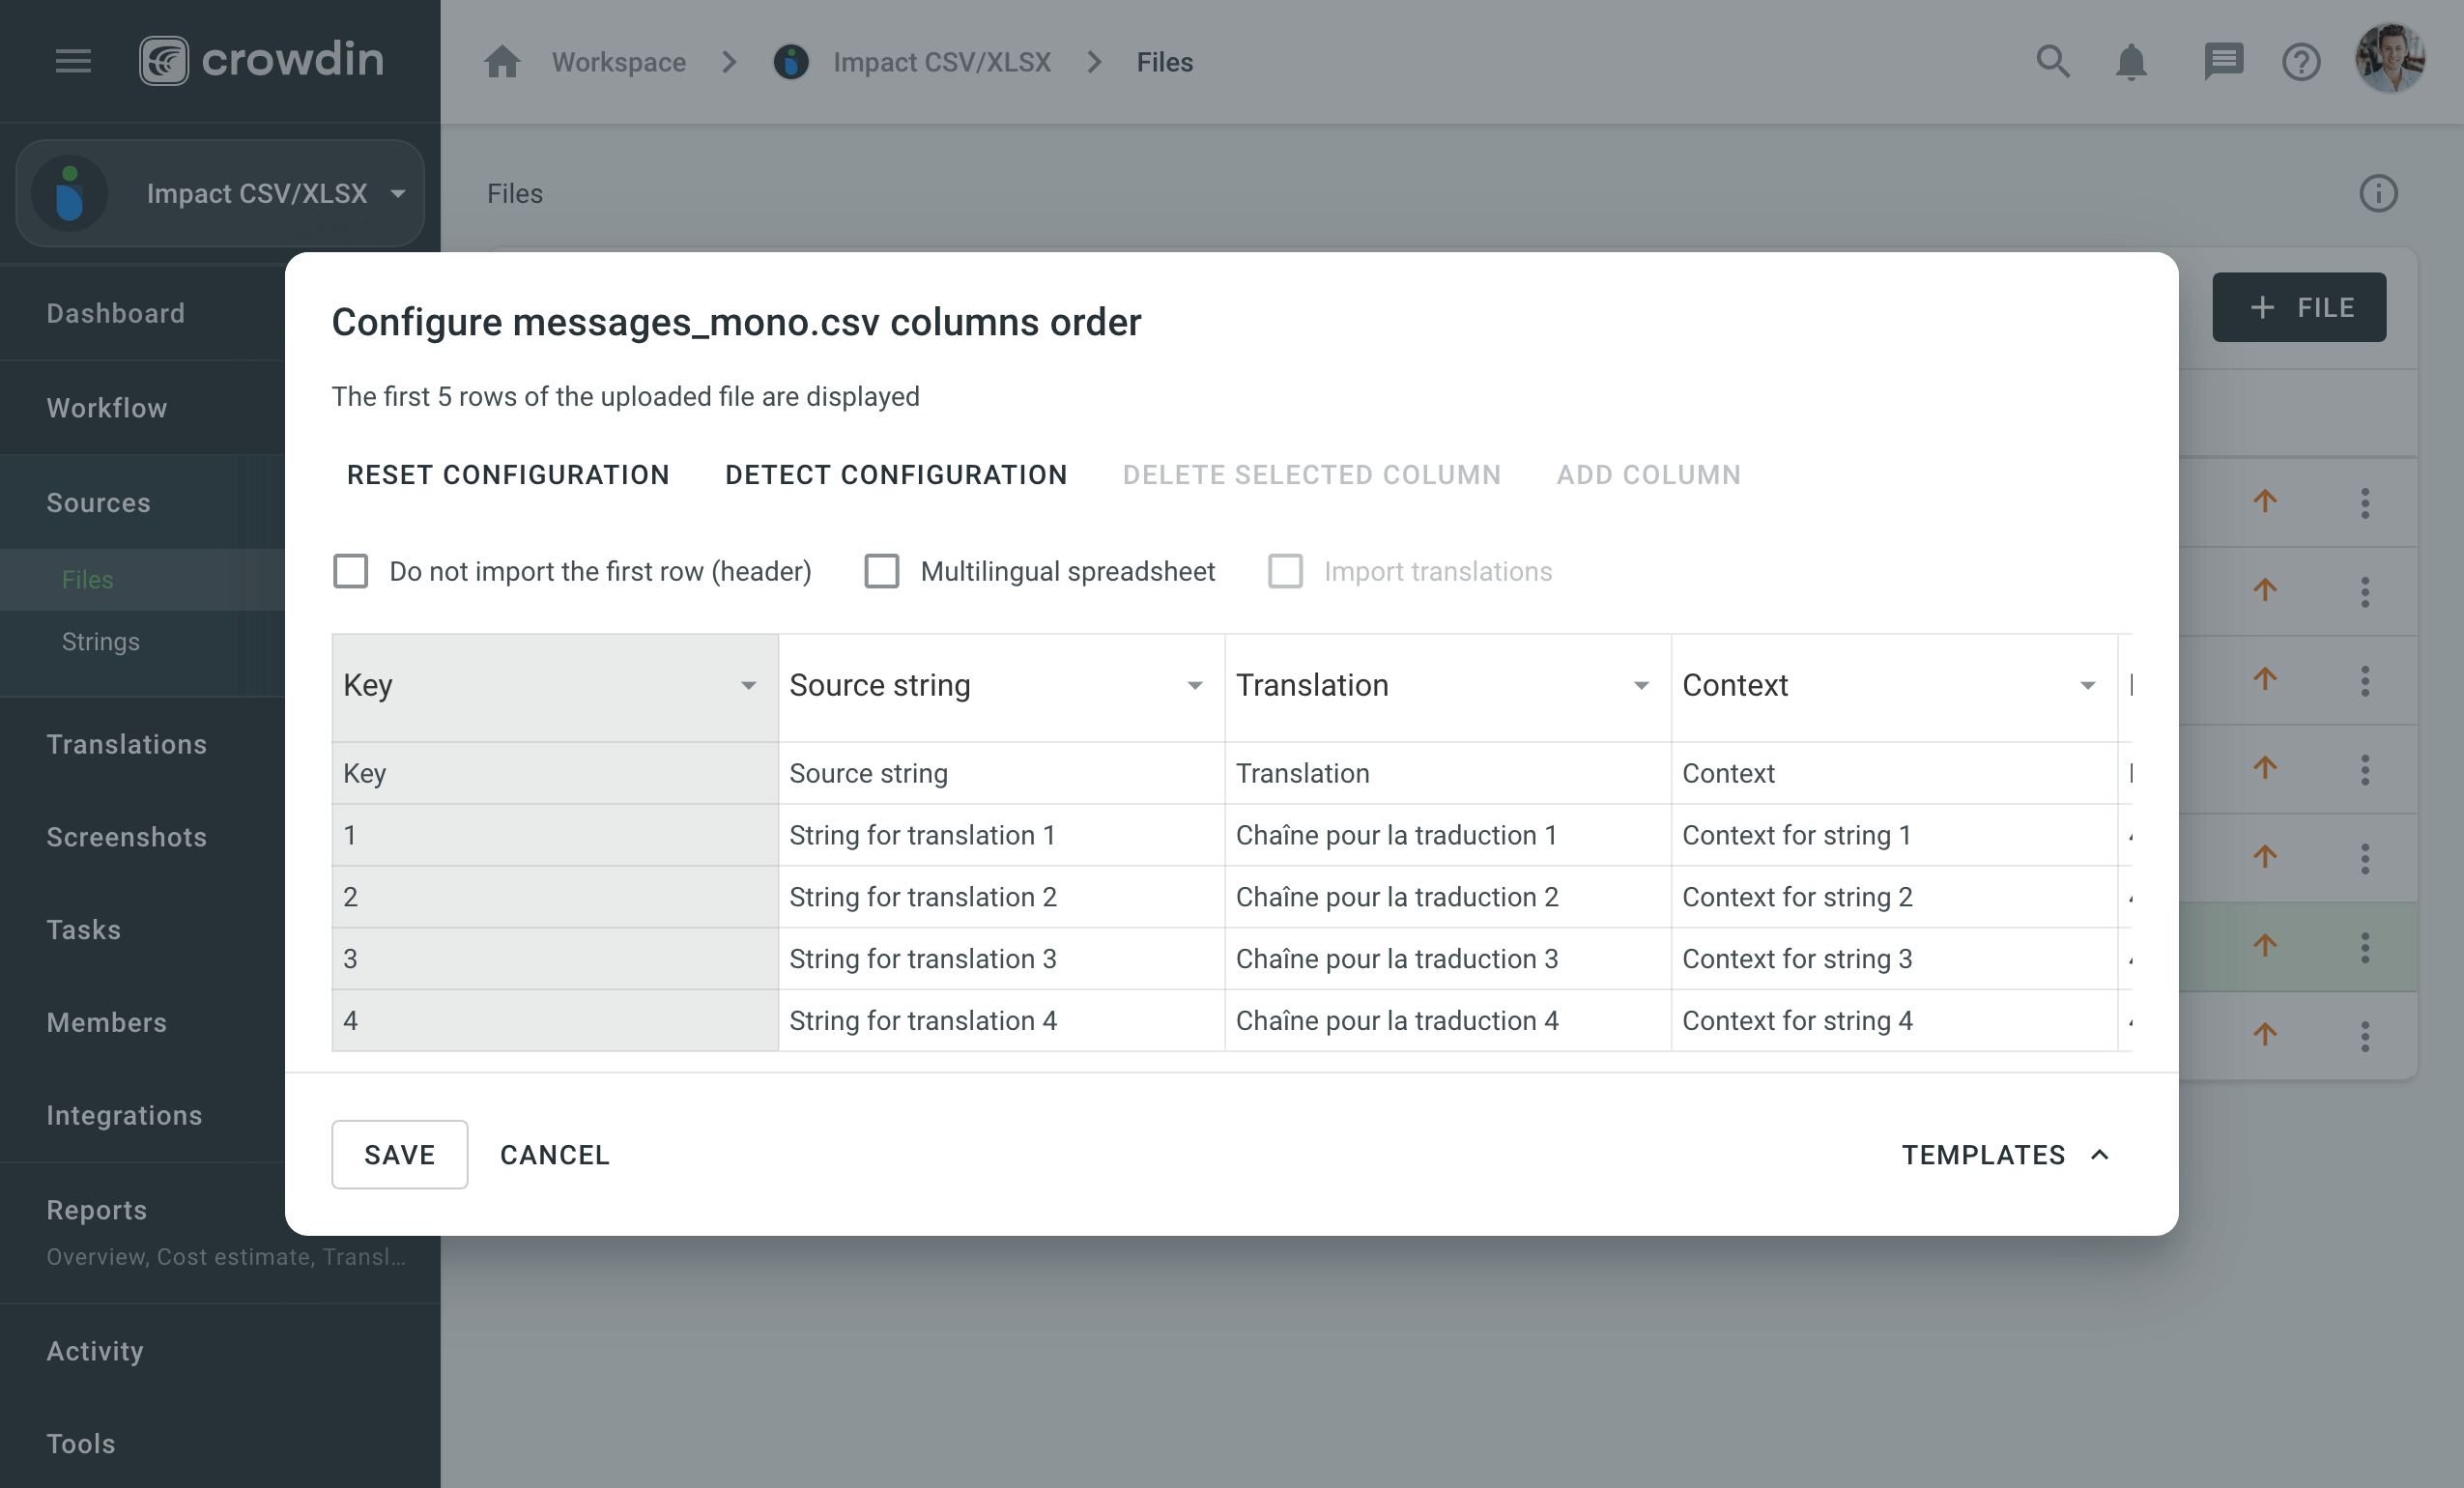 crowdin
Workspace
Impact CSV/XLSX
Files
Impact CSV/XLSX
Files
FILE
Dashboard
Workflow
Sources
Files
Strings
Translations
Screenshots
Tasks
Members
Integrations
Reports
Overview, Cost estimate, Transl...
Activity
Tools
Configure messages_mono.csv columns order
The first 5 rows of the uploaded file are displayed
RESET CONFIGURATION DETECT CONFIGURATION DELETE SELECTED COLUMN ADD COLUMN
Do not import the first row (header) Multilingual spreadsheet Import translations
Key Source string Translation Context
Key Source string Translation Context
1 String for translation 1 Chaîne pour la traduction 1 Context for string 1
2 String for translation 2 Chaîne pour la traduction 2 Context for string 2
3 String for translation 3 Chaîne pour la traduction 3 Context for string 3
4 String for translation 4 Chaîne pour la traduction 4 Context for string 4
SAVE CANCEL TEMPLATES